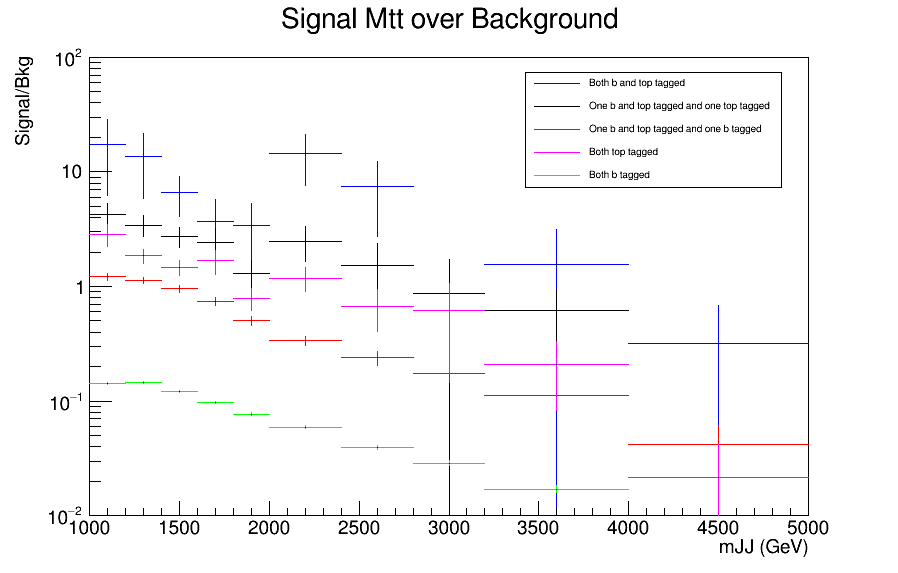 Signal Mtt over Background
Signal/Bkg
10²
10
1
10⁻¹
10⁻²
Both b and top tagged
One b and top tagged and one top tagged
One b and top tagged and one b tagged
Both top tagged
Both b tagged
1000 1500 2000 2500 3000 3500 4000 4500 5000
mJJ (GeV)